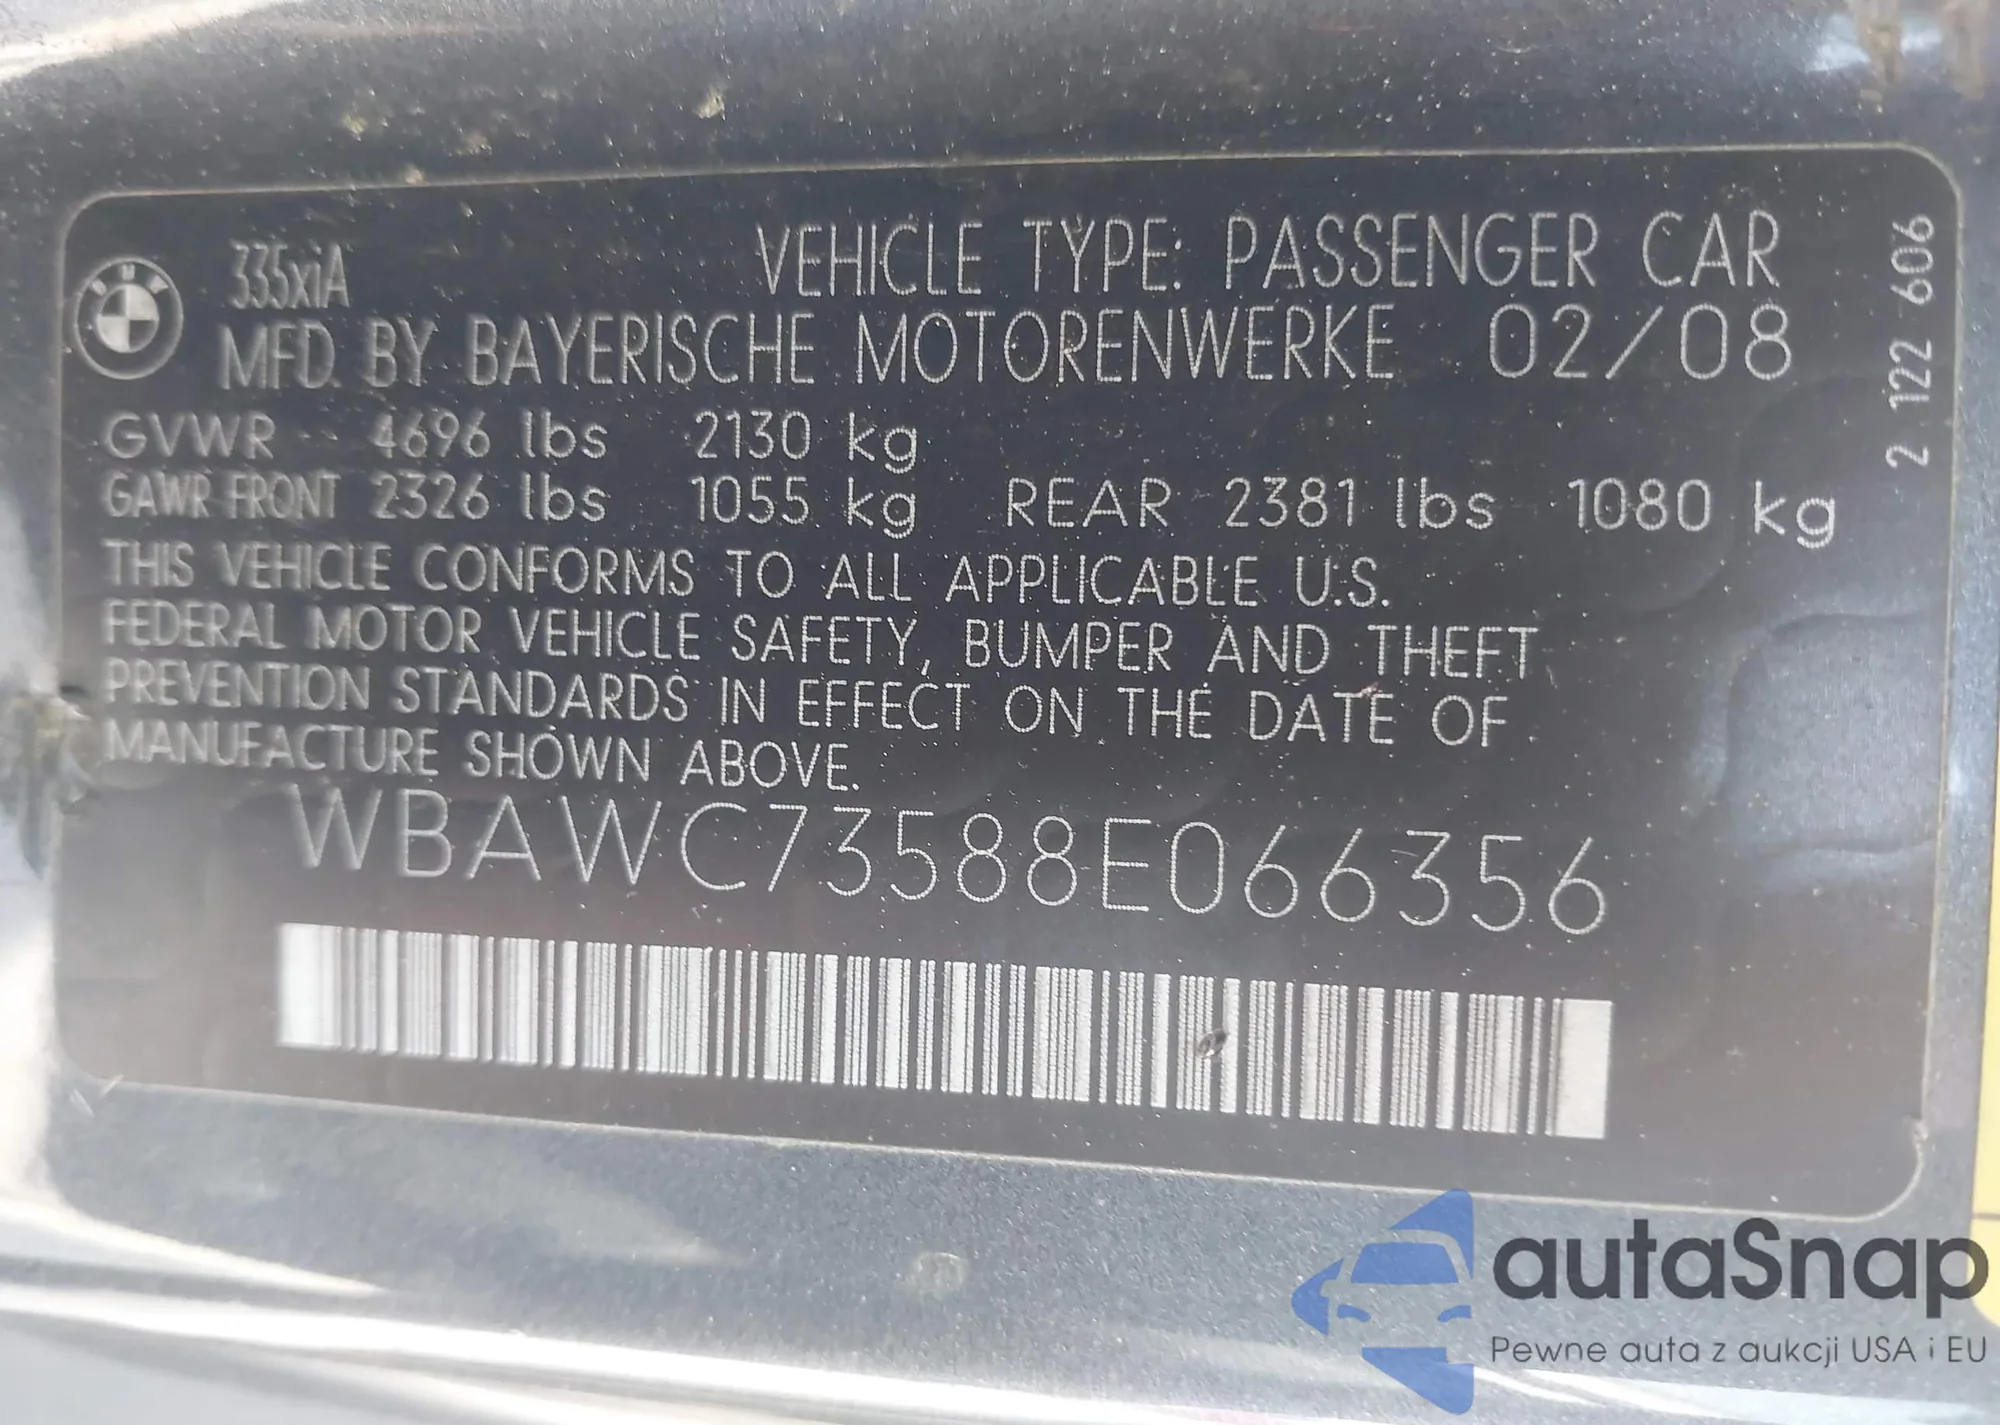 BMW
335xiA VEHICLE TYPE: PASSENGER CAR
MFD. BY BAYERISCHE MOTORENWERKE 02/08
GVWR 4696 lbs 2130 kg
GAWR FRONT 2326 lbs 1055 kg REAR 2381 lbs 1080 kg
THIS VEHICLE CONFORMS TO ALL APPLICABLE U.S.
FEDERAL MOTOR VEHICLE SAFETY, BUMPER AND THEFT
PREVENTION STANDARDS IN EFFECT ON THE DATE OF
MANUFACTURE SHOWN ABOVE.
WBAWC73588E066356
2 122 606
autaSnap
Pewne auta z aukcji USA i EU